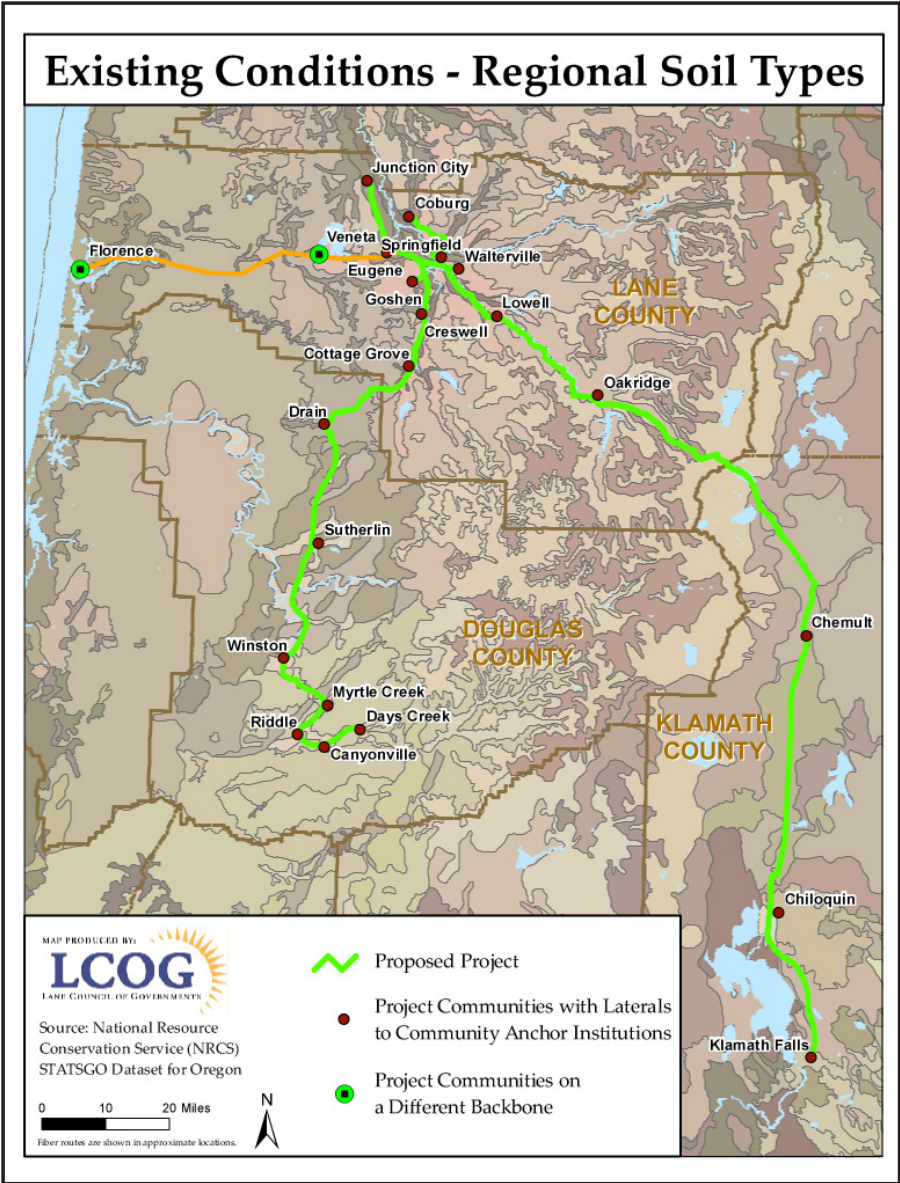 Existing Conditions - Regional Soil Types
Junction City
Coburg
Veneta
Springfield
Florence
Walterville
Eugene
LANE
COUNTY
Goshen
Lowell
Creswell
Cottage Grove
Oakridge
Drain
Sutherlin
Chemult
DOUGLAS
COUNTY
Winston
Myrtle Creek
Riddle
Days Creek
KLAMATH
COUNTY
Canyonville
Chiloquin
Klamath Falls
MAP PRODUCED BY:
LCOG
LANE COUNCIL OF GOVERNMENTS
Source: National Resource
Conservation Service (NRCS)
STATSGO Dataset for Oregon
0 10 20 Miles
Fiber routes are shown in approximate locations.
N
Proposed Project
Project Communities with Laterals
to Community Anchor Institutions
Project Communities on
a Different Backbone